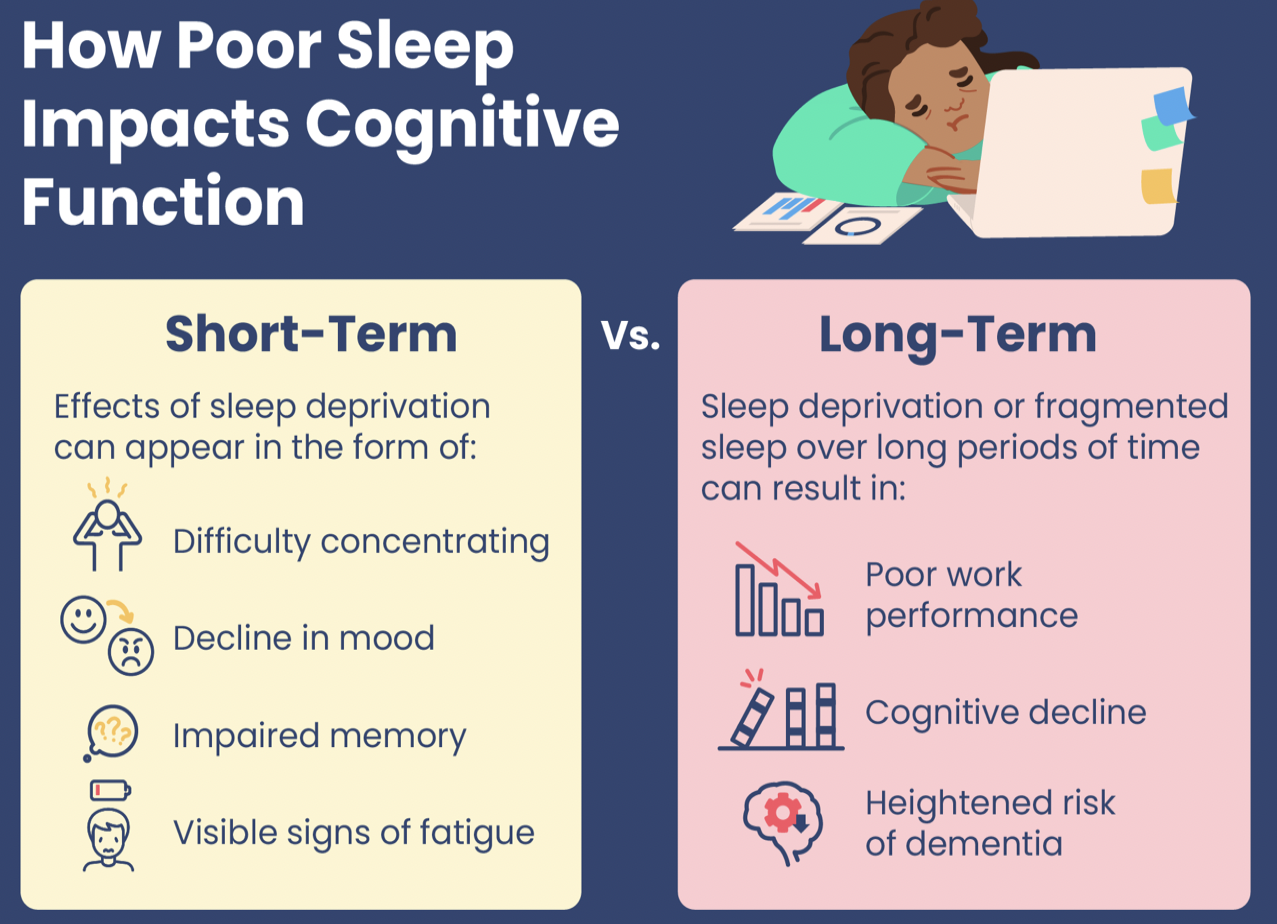 How Poor Sleep
Impacts Cognitive
Function
Short-Term
Effects of sleep deprivation
can appear in the form of:
Difficulty concentrating
Decline in mood
???
Impaired memory
Visible signs of fatigue
Vs.
Long-Term
Sleep deprivation or fragmented
sleep over long periods of time
can result in:
Poor work
performance
Cognitive decline
Heightened risk
of dementia